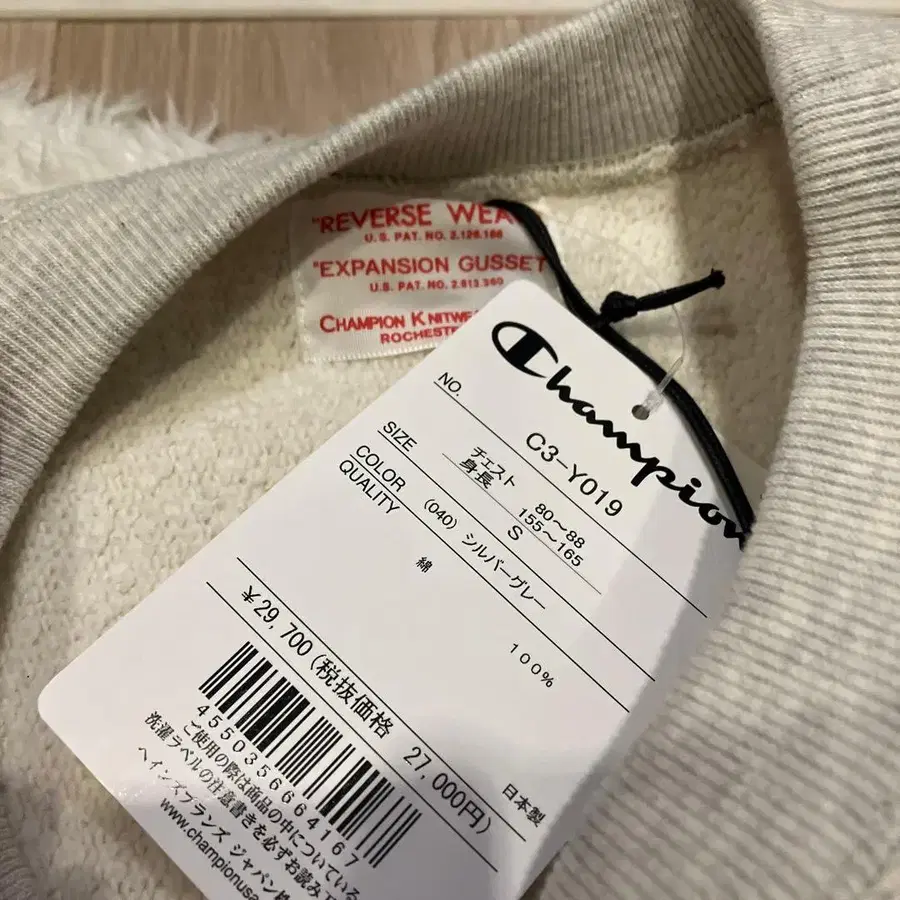 "REVERSE WEA
U.S. PAT. NO. 2.126.186
"EXPANSION GUSSET
U.S. PAT. NO. 2.613.360
CHAMPION KNITWE
ROCHESTE
Champion
NO. C3-Y019
SIZE チェスト 80〜88
身長 155〜165
S
COLOR (040) シルバーグレー
QUALITY
綿 100%
¥29,700(税抜価格 27,000円)
日本製
4550356664167
ご使用の際は商品の中についている
洗濯ラベルの注意書きを必ずお読み下
ヘインズブランズ ジャパン株
www.championusa